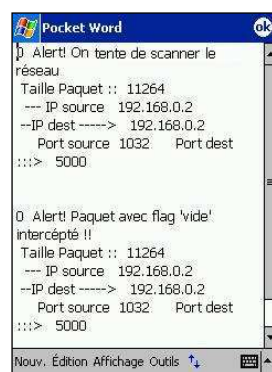 Pocket Word
ok
0 Alert! On tente de scanner le
réseau
Taille Paquet :: 11264
--- IP source 192.168.0.2
--IP dest -----> 192.168.0.2
Port source 1032 Port dest
:::> 5000
0 Alert! Paquet avec flag 'vide'
intercépté !!
Taille Paquet :: 11264
--- IP source 192.168.0.2
--IP dest -----> 192.168.0.2
Port source 1032 Port dest
:::> 5000
Nouv. Édition Affichage Outils